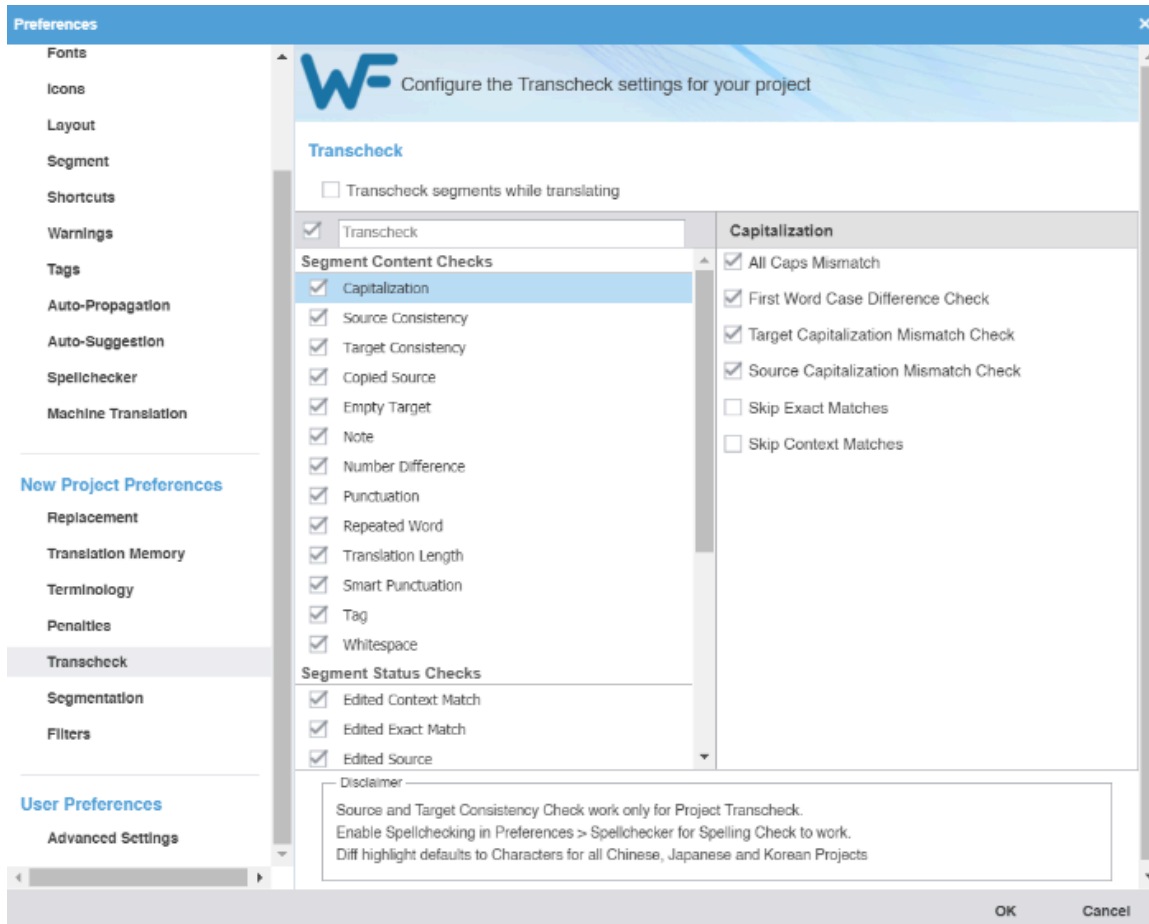 Preferences
Fonts
Icons
Layout
Segment
Shortcuts
Warnings
Tags
Auto-Propagation
Auto-Suggestion
Spellchecker
Machine Translation
New Project Preferences
Replacement
Translation Memory
Terminology
Penalties
Transcheck
Segmentation
Filters
User Preferences
Advanced Settings
WF
Configure the Transcheck settings for your project
Transcheck
Transcheck segments while translating
Transcheck
Segment Content Checks
Capitalization
Source Consistency
Target Consistency
Copied Source
Empty Target
Note
Number Difference
Punctuation
Repeated Word
Translation Length
Smart Punctuation
Tag
Whitespace
Segment Status Checks
Edited Context Match
Edited Exact Match
Edited Source
Capitalization
All Caps Mismatch
First Word Case Difference Check
Target Capitalization Mismatch Check
Source Capitalization Mismatch Check
Skip Exact Matches
Skip Context Matches
Disclaimer
Source and Target Consistency Check work only for Project Transcheck.
Enable Spellchecking in Preferences > Spellchecker for Spelling Check to work.
Diff highlight defaults to Characters for all Chinese, Japanese and Korean Projects
OK
Cancel